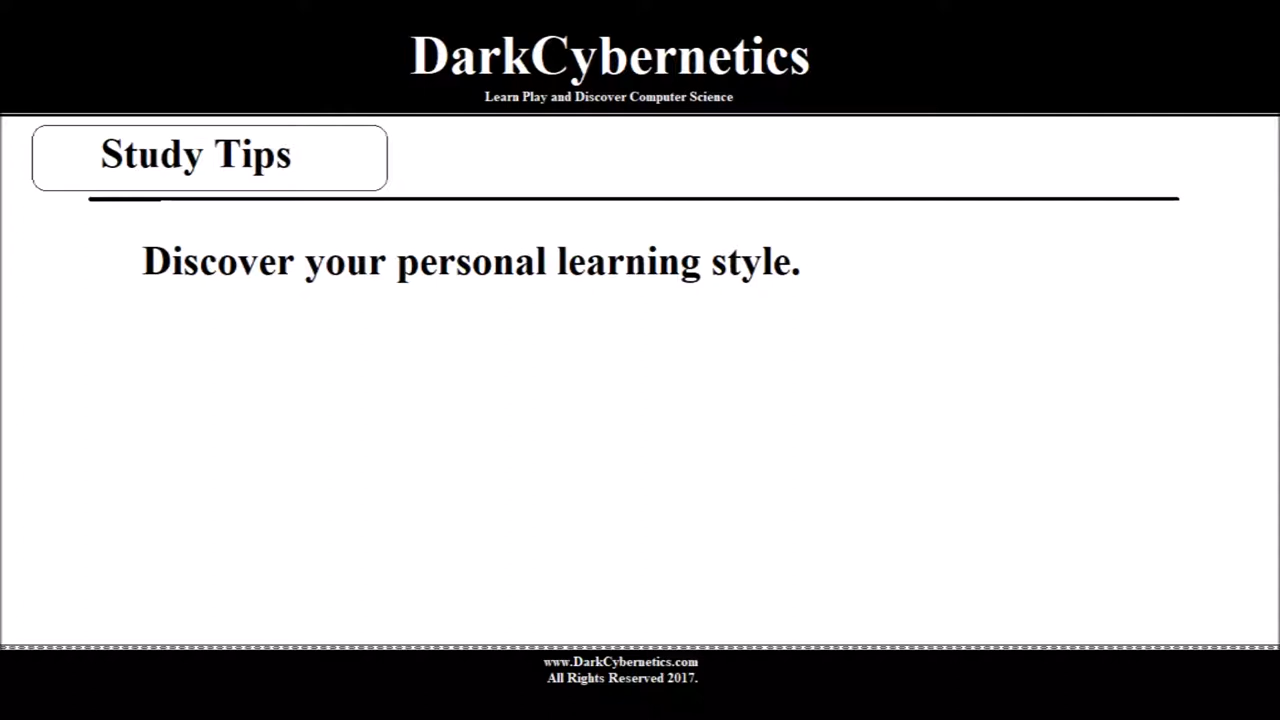 DarkCybernetics
Learn Play and Discover Computer Science
Study Tips
Discover your personal learning style.
www.DarkCybernetics.com
All Rights Reserved 2017.